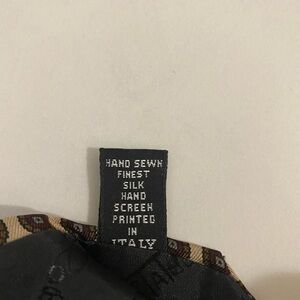 HAND SEWN
FINEST
SILK
HAND
SCREEN
PRINTED
IN
ITALY